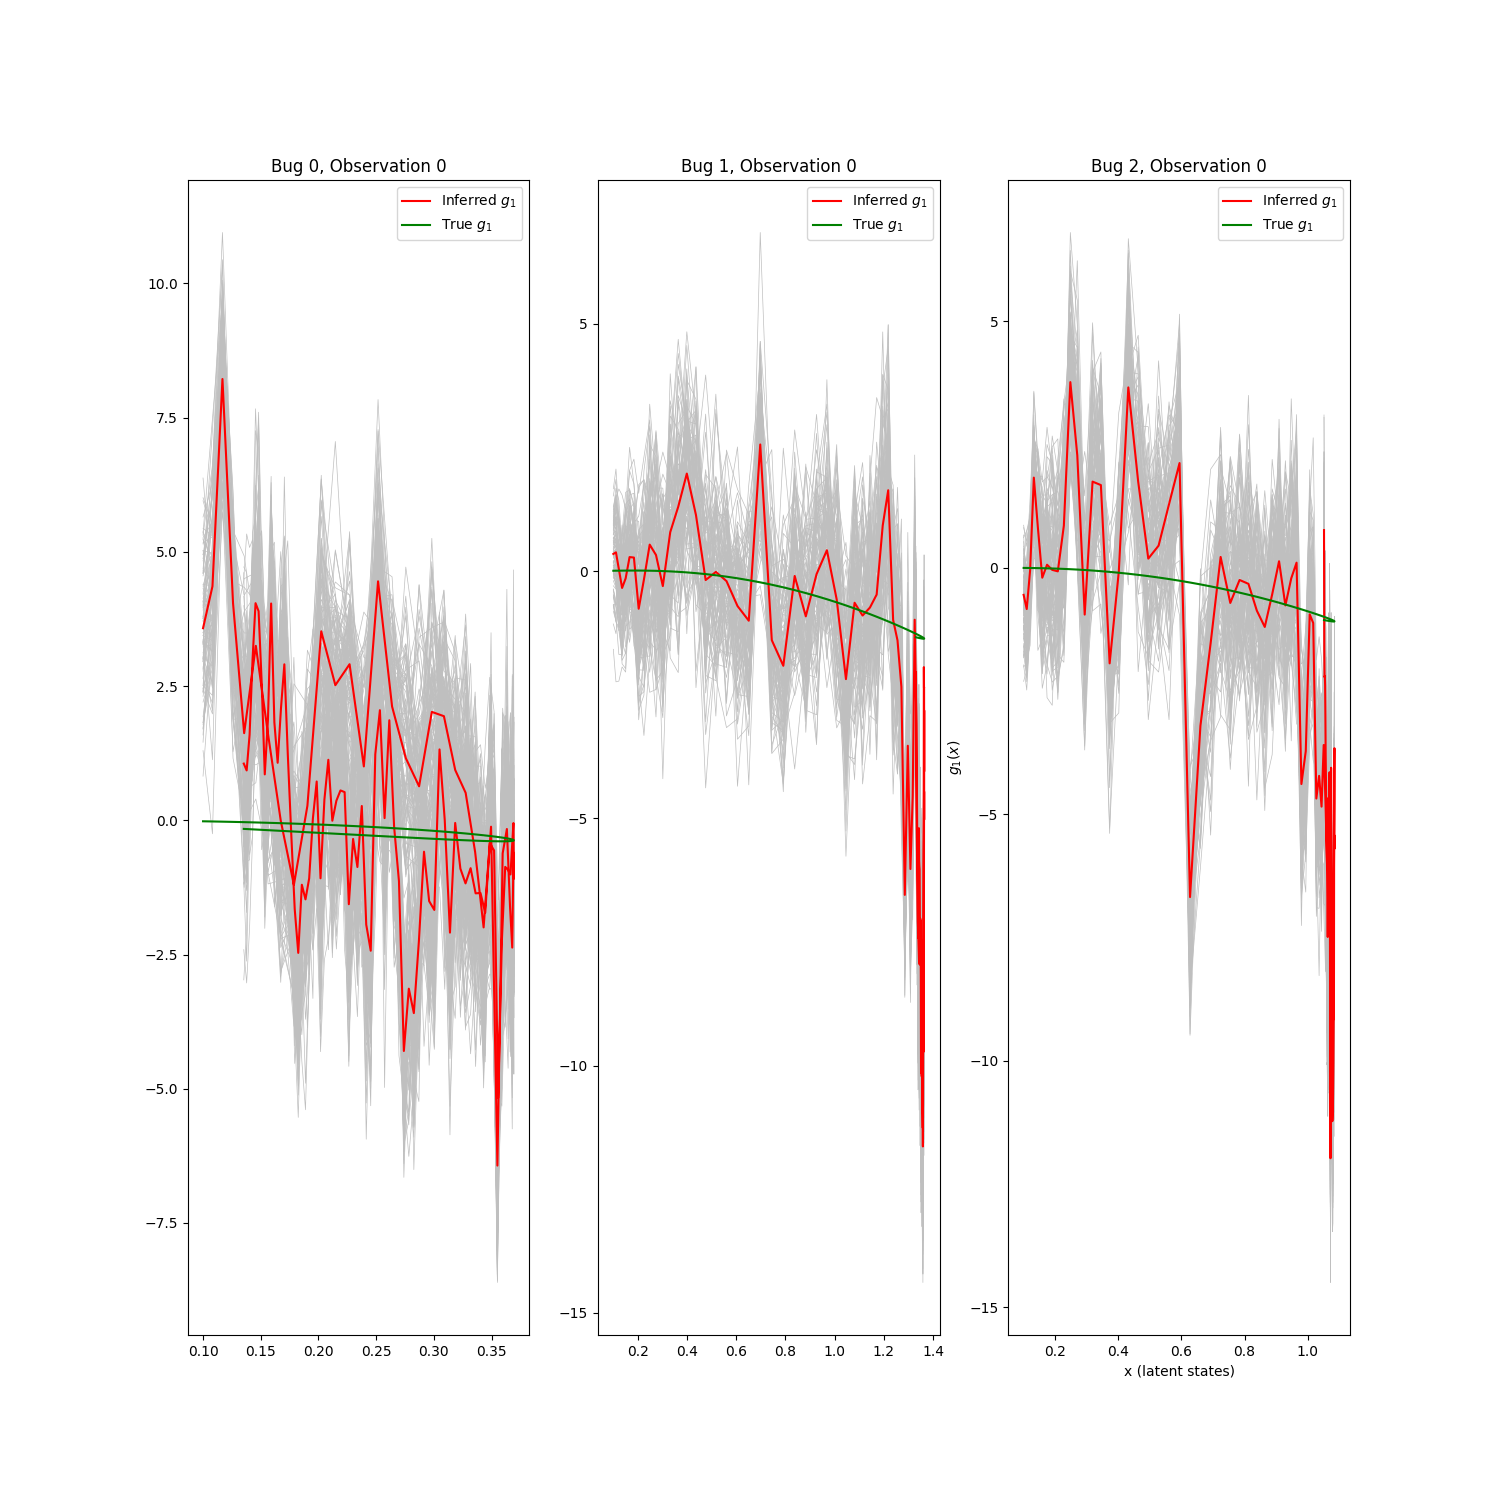 Bug 0, Observation 0
Inferred g₁
True g₁
10.0
7.5
5.0
2.5
0.0
−2.5
−5.0
−7.5
0.10 0.15 0.20 0.25 0.30 0.35
Bug 1, Observation 0
Inferred g₁
True g₁
5
0
−5
−10
−15
0.2 0.4 0.6 0.8 1.0 1.2 1.4
Bug 2, Observation 0
Inferred g₁
True g₁
g₁(x)
5
0
−5
−10
−15
0.2 0.4 0.6 0.8 1.0
x (latent states)